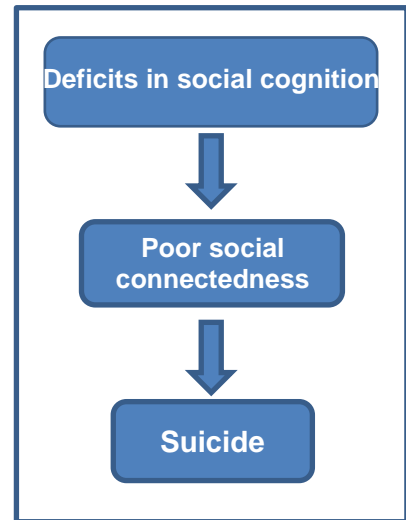 Deficits in social cognition
Poor social
connectedness
Suicide